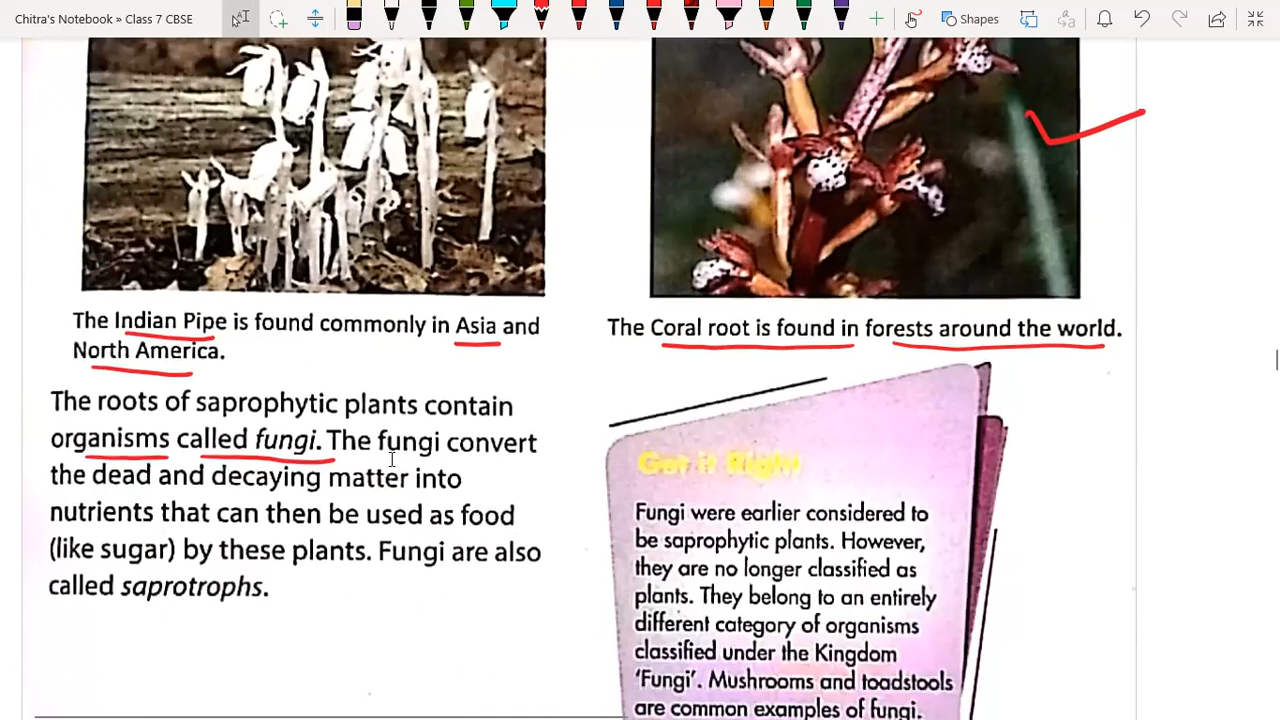 Chitra's Notebook » Class 7 CBSE
Shapes
The Indian Pipe is found commonly in Asia and
North America.
The Coral root is found in forests around the world.
The roots of saprophytic plants contain
organisms called fungi. The fungi convert
the dead and decaying matter into
nutrients that can then be used as food
(like sugar) by these plants. Fungi are also
called saprotrophs.
Get it Right
Fungi were earlier considered to
be saprophytic plants. However,
they are no longer classified as
plants. They belong to an entirely
different category of organisms
classified under the Kingdom
'Fungi'. Mushrooms and toadstools
are common examples of fungi.